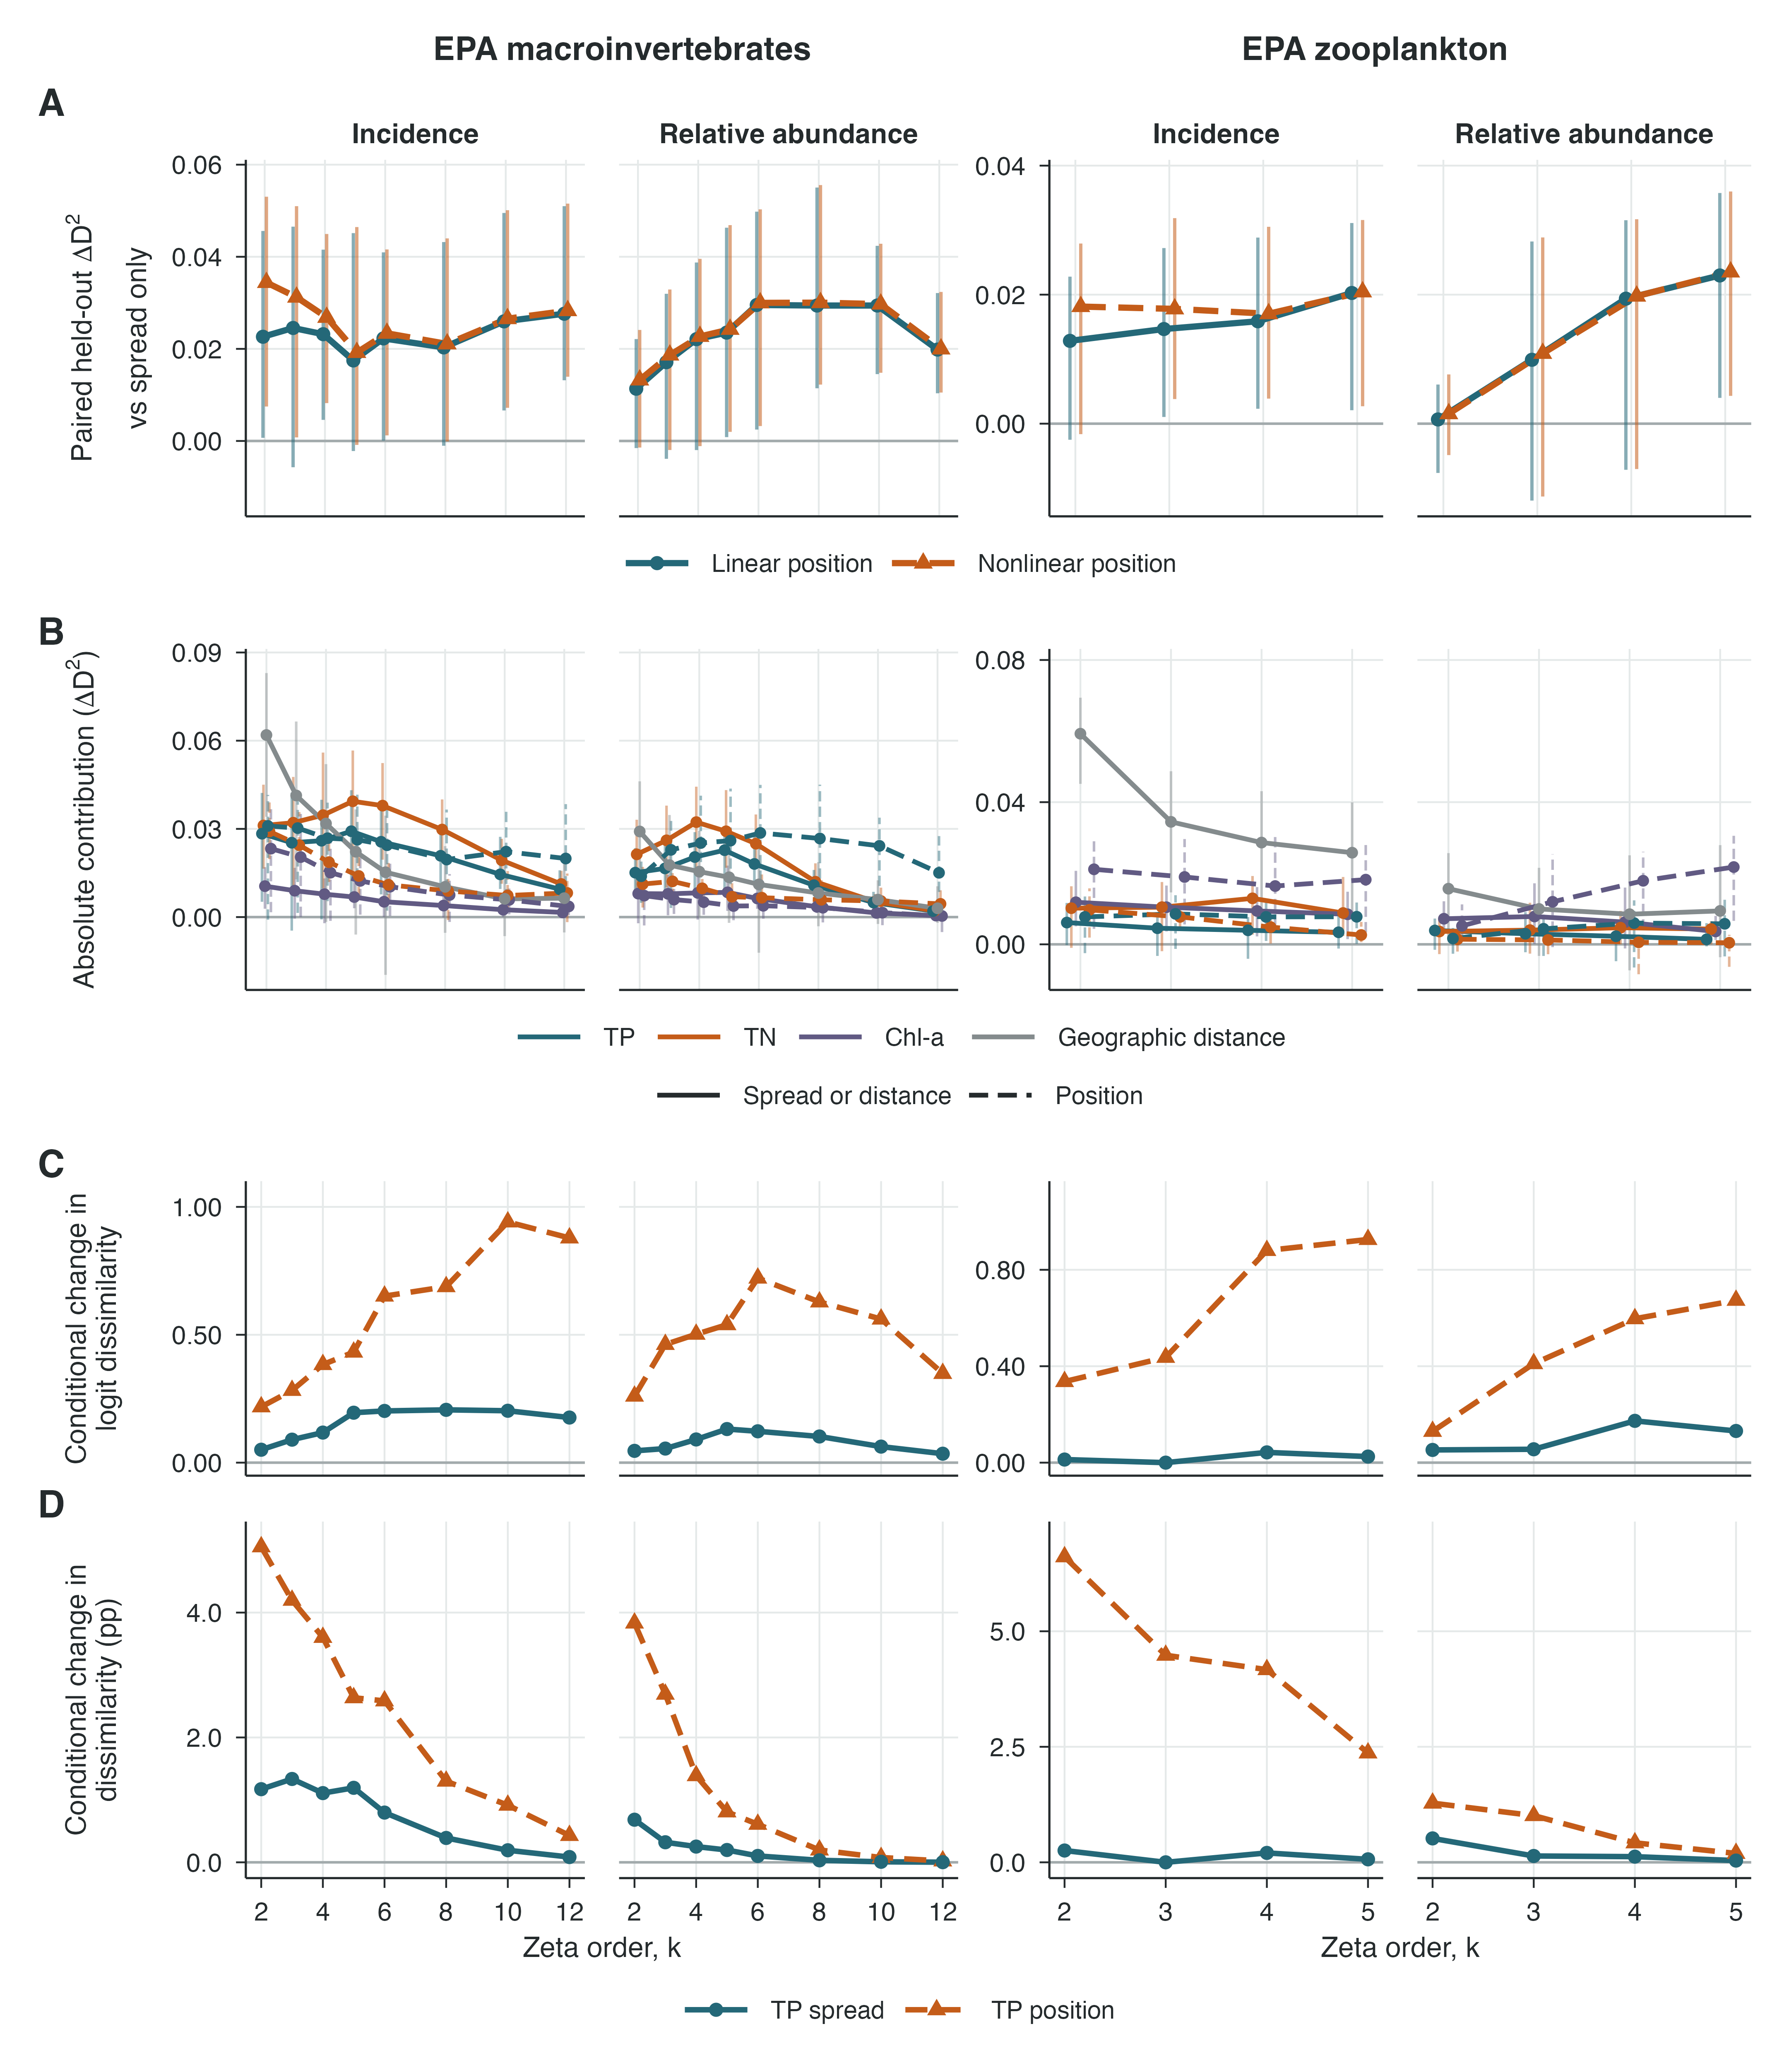 EPA macroinvertebrates
EPA zooplankton
A
Incidence
Relative abundance
Incidence
Relative abundance
Paired held-out ΔD²
vs spread only
0.06
0.04
0.02
0.00
0.04
0.02
0.00
Linear position
Nonlinear position
B
Absolute contribution (ΔD²)
0.09
0.06
0.03
0.00
0.08
0.04
0.00
TP
TN
Chl-a
Geographic distance
Spread or distance
Position
C
Conditional change in
logit dissimilarity
1.00
0.50
0.00
0.80
0.40
0.00
D
Conditional change in
dissimilarity (pp)
4.0
2.0
0.0
5.0
2.5
0.0
2 4 6 8 10 12
2 4 6 8 10 12
2 3 4 5
2 3 4 5
Zeta order, k
Zeta order, k
TP spread
TP position